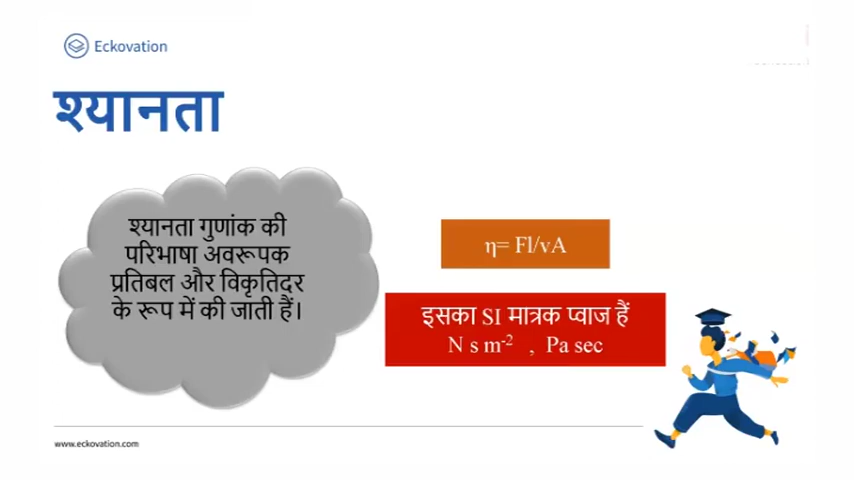 Eckovation
श्यानता
श्यानता गुणांक की
परिभाषा अवरूपक
प्रतिबल और विकृतिदर
के रूप में की जाती हैं।
η= Fl/vA
इसका SI मात्रक प्वाज हैं
N s m⁻² , Pa sec
www.eckovation.com